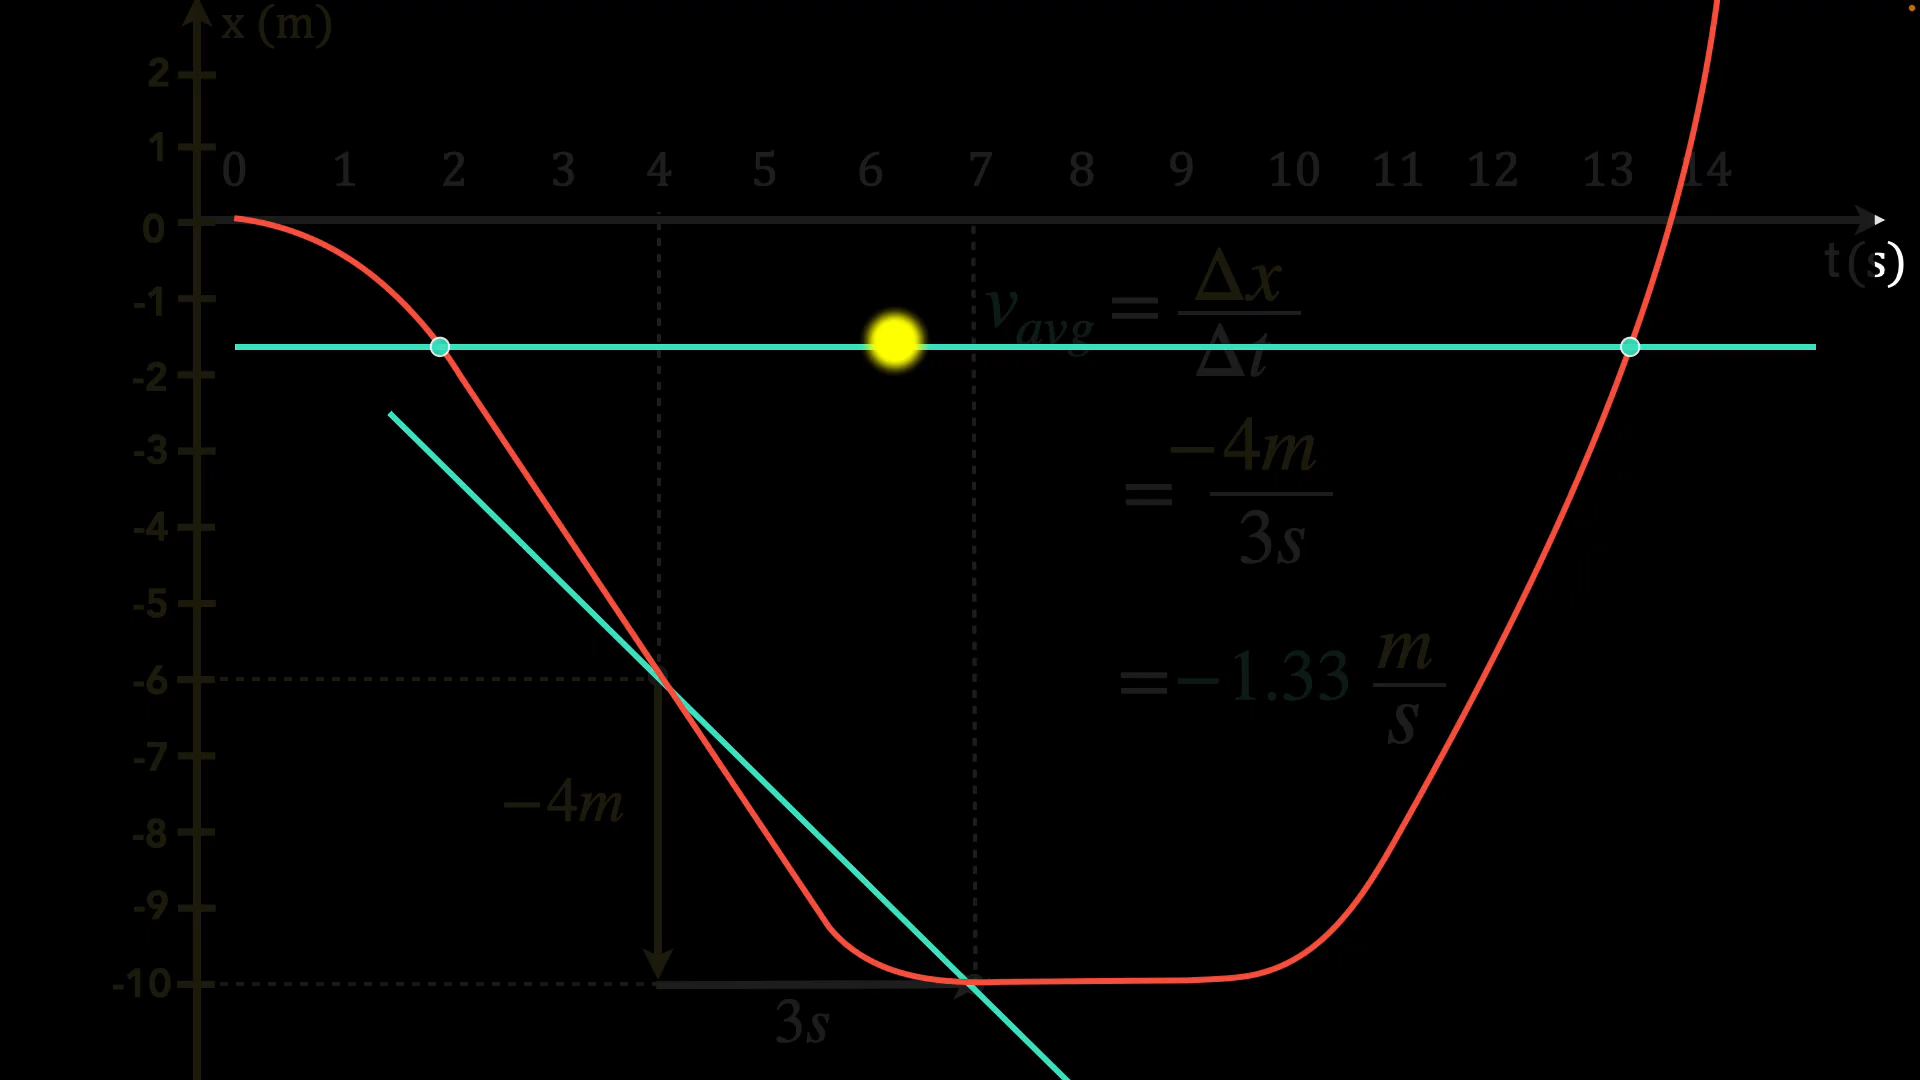 x (m)
2
1
0 1 2 3 4 5 6 7 8 9 10 11 12 13 14
0
t (s)
-1
v_avg = Δx / Δt
-2
-3
= −4m / 3s
-4
-5
-6
= −1.33 m / s
-7
−4m
-8
-9
-10
3s